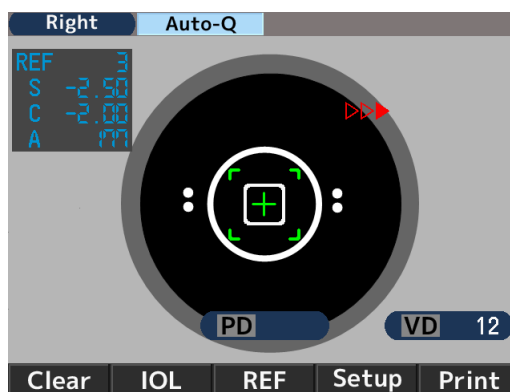 Right Auto-Q
REF 3
S -2.50
C -2.00
A 177
PD
VD 12
Clear IOL REF Setup Print